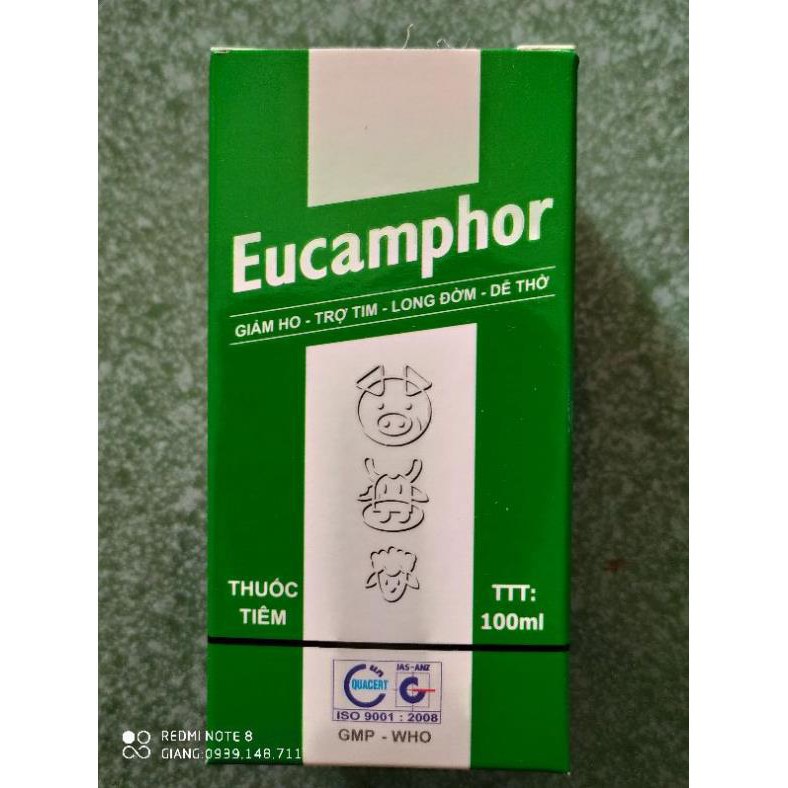 Eucamphor
GIẢM HO - TRỢ TIM - LONG ĐỜM - DỄ THỞ
THUỐC
TIÊM
TTT:
100ml
QUACERT
JAS-ANZ
ISO 9001 : 2008
GMP - WHO
REDMI NOTE 8
GIANG:0939.148.711